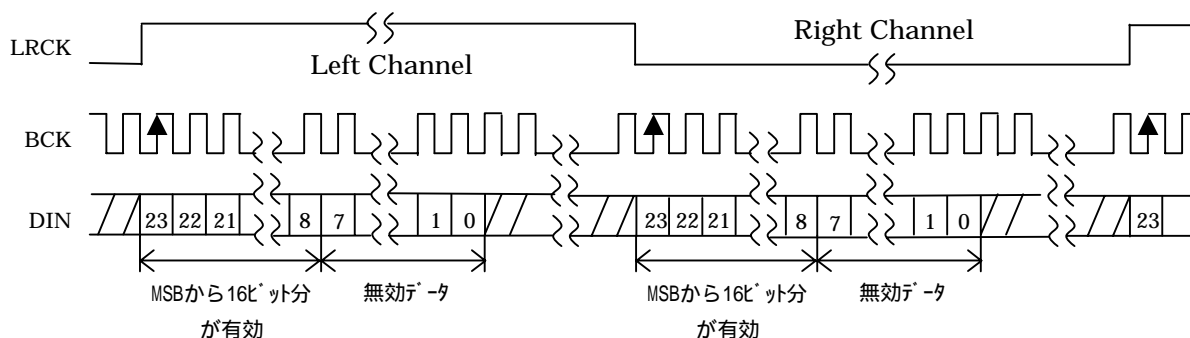 LRCK
Left Channel
Right Channel
BCK
DIN
23 22 21 8 7 1 0 23 22 21 8 7 1 0 23
MSBから16ビット分
が有効
無効データ
MSBから16ビット分
が有効
無効データ